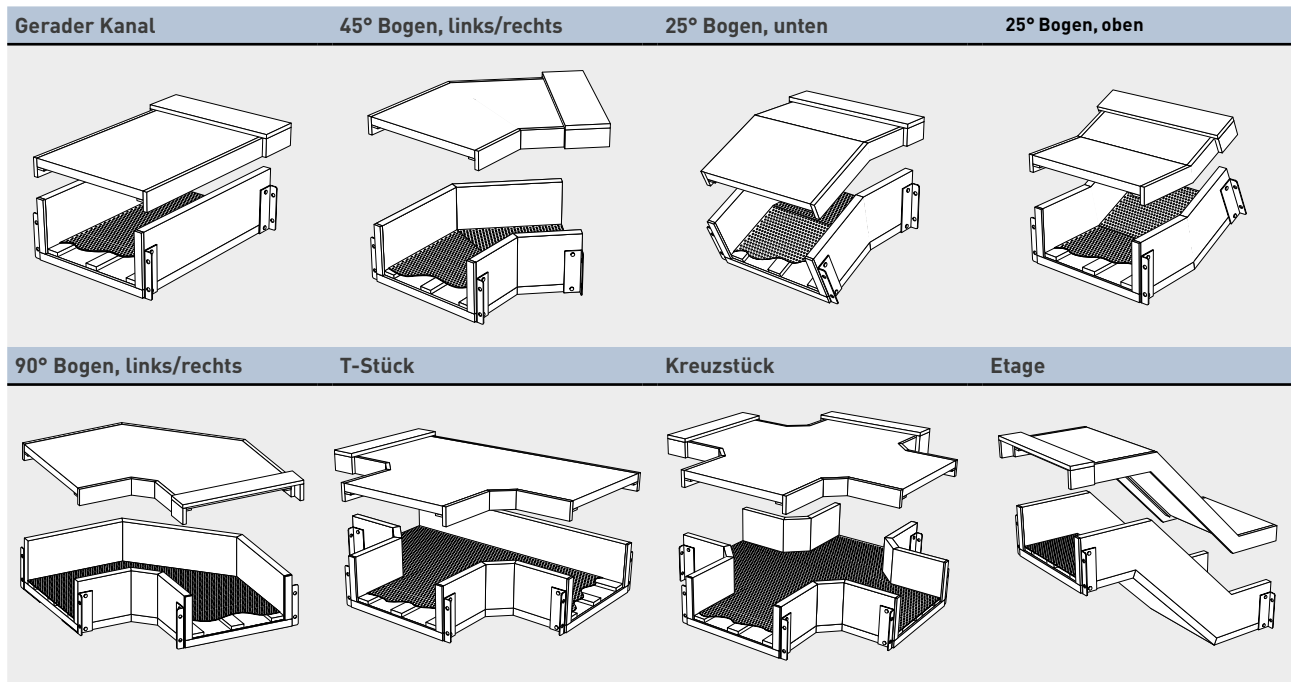 Gerader Kanal
45° Bogen, links/rechts
25° Bogen, unten
25° Bogen, oben
90° Bogen, links/rechts
T-Stück
Kreuzstück
Etage